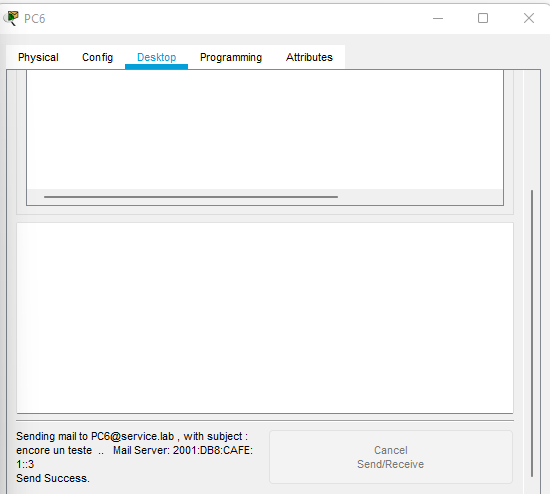 PC6
Physical Config Desktop Programming Attributes
Sending mail to PC6@service.lab , with subject :
encore un teste .. Mail Server: 2001:DB8:CAFE:
1::3
Send Success.
Cancel
Send/Receive